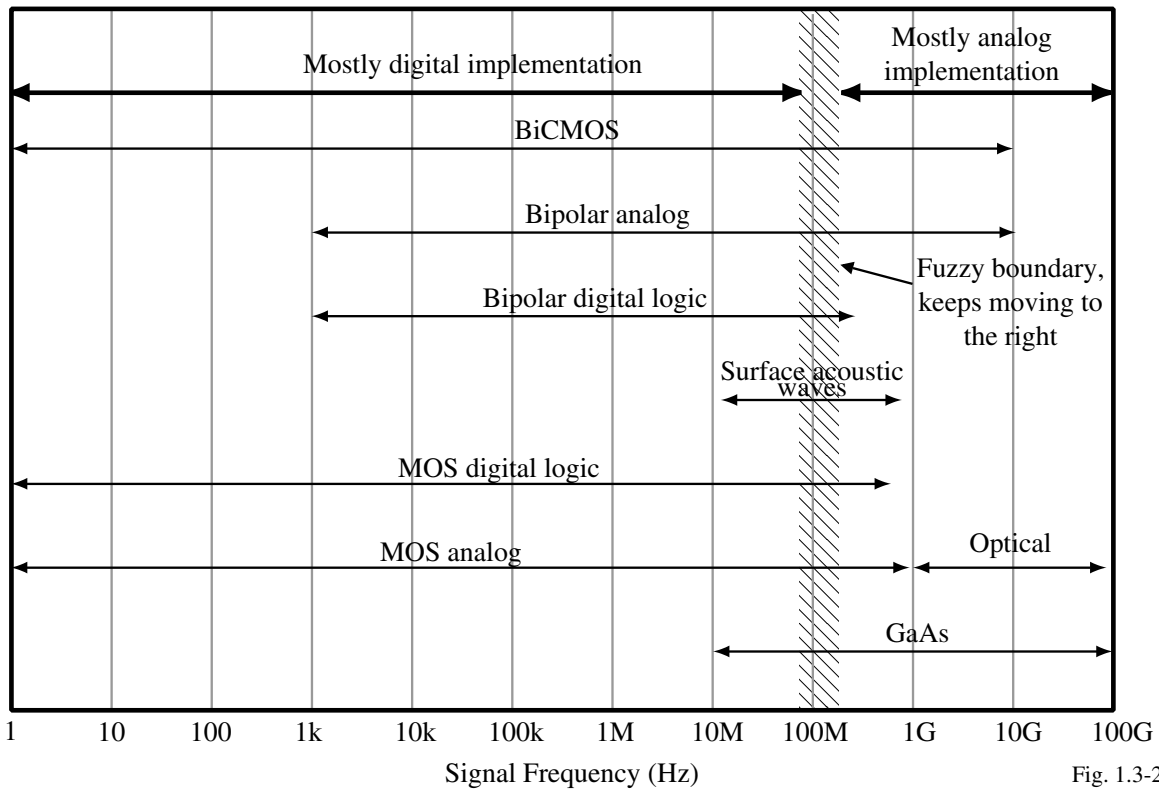 Mostly digital implementation
Mostly analog
implementation
BiCMOS
Bipolar analog
Fuzzy boundary,
keeps moving to
the right
Bipolar digital logic
Surface acoustic
waves
MOS digital logic
MOS analog
Optical
GaAs
1 10 100 1k 10k 100k 1M 10M 100M 1G 10G 100G
Signal Frequency (Hz)
Fig. 1.3-2